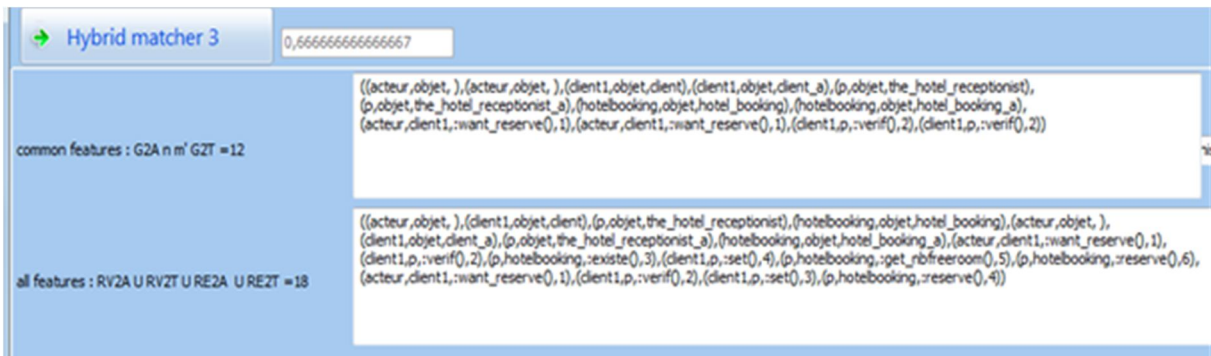 Hybrid matcher 3
0,666666666666667
((acteur,objet, ),(acteur,objet, ),(client1,objet,client),(client1,objet,client_a),(p,objet,the_hotel_receptionist),
(p,objet,the_hotel_receptionist_a),(hotelbooking,objet,hotel_booking),(hotelbooking,objet,hotel_booking_a),
(acteur,client1,:want_reserve(),1),(acteur,client1,:want_reserve(),1),(client1,p,:verif(),2),(client1,p,:verif(),2))
common features : G2A n m' G2T =12
((acteur,objet, ),(client1,objet,client),(p,objet,the_hotel_receptionist),(hotelbooking,objet,hotel_booking),(acteur,objet, ),
(client1,objet,client_a),(p,objet,the_hotel_receptionist_a),(hotelbooking,objet,hotel_booking_a),(acteur,client1,:want_reserve(),1),
(client1,p,:verif(),2),(p,hotelbooking,:existe(),3),(client1,p,:set(),4),(p,hotelbooking,:get_nbfreeroom(),5),(p,hotelbooking,:reserve(),6),
(acteur,client1,:want_reserve(),1),(client1,p,:verif(),2),(client1,p,:set(),3),(p,hotelbooking,:reserve(),4))
all features : RV2A U RV2T U RE2A U RE2T =18